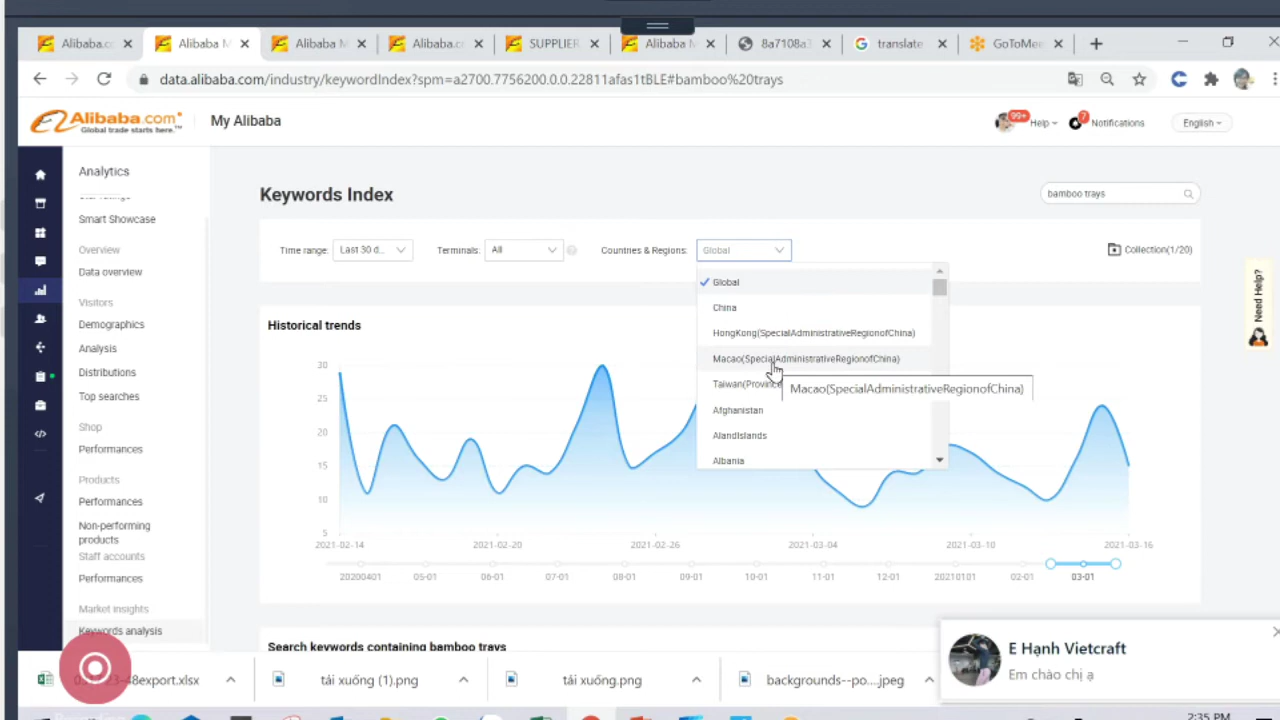 Alibaba.c
Alibaba M
Alibaba M
Alibaba.c
SUPPLIER
Alibaba M
8a7108a3
translate
GoToMee
data.alibaba.com/industry/keywordIndex?spm=a2700.7756200.0.0.22811afas1tBLE#bamboo%20trays
Alibaba.com
Global trade starts here.™
My Alibaba
99+
Help
7
Notifications
English
Analytics
Smart Showcase
Overview
Data overview
Visitors
Demographics
Analysis
Distributions
Top searches
Shop
Performances
Products
Performances
Non-performing
products
Staff accounts
Performances
Market insights
Keywords analysis
Keywords Index
bamboo trays
Time range: Last 30 d...
Terminals: All
Countries & Regions: Global
Collection(1/20)
Global
China
HongKong(SpecialAdministrativeRegionofChina)
Macao(SpecialAdministrativeRegionofChina)
Taiwan(Province
Macao(SpecialAdministrativeRegionofChina)
Afghanistan
AlandIslands
Albania
Historical trends
30
25
20
15
10
5
2021-02-14 2021-02-20 2021-02-26 2021-03-04 2021-03-10 2021-03-16
20200401 05-01 06-01 07-01 08-01 09-01 10-01 11-01 12-01 20210101 02-01 03-01
Search keywords containing bamboo trays
Need Help?
E Hạnh Vietcraft
Em chào chị ạ
48export.xlsx
tải xuống (1).png
tải xuống.png
backgrounds--po....jpeg
2:35 PM